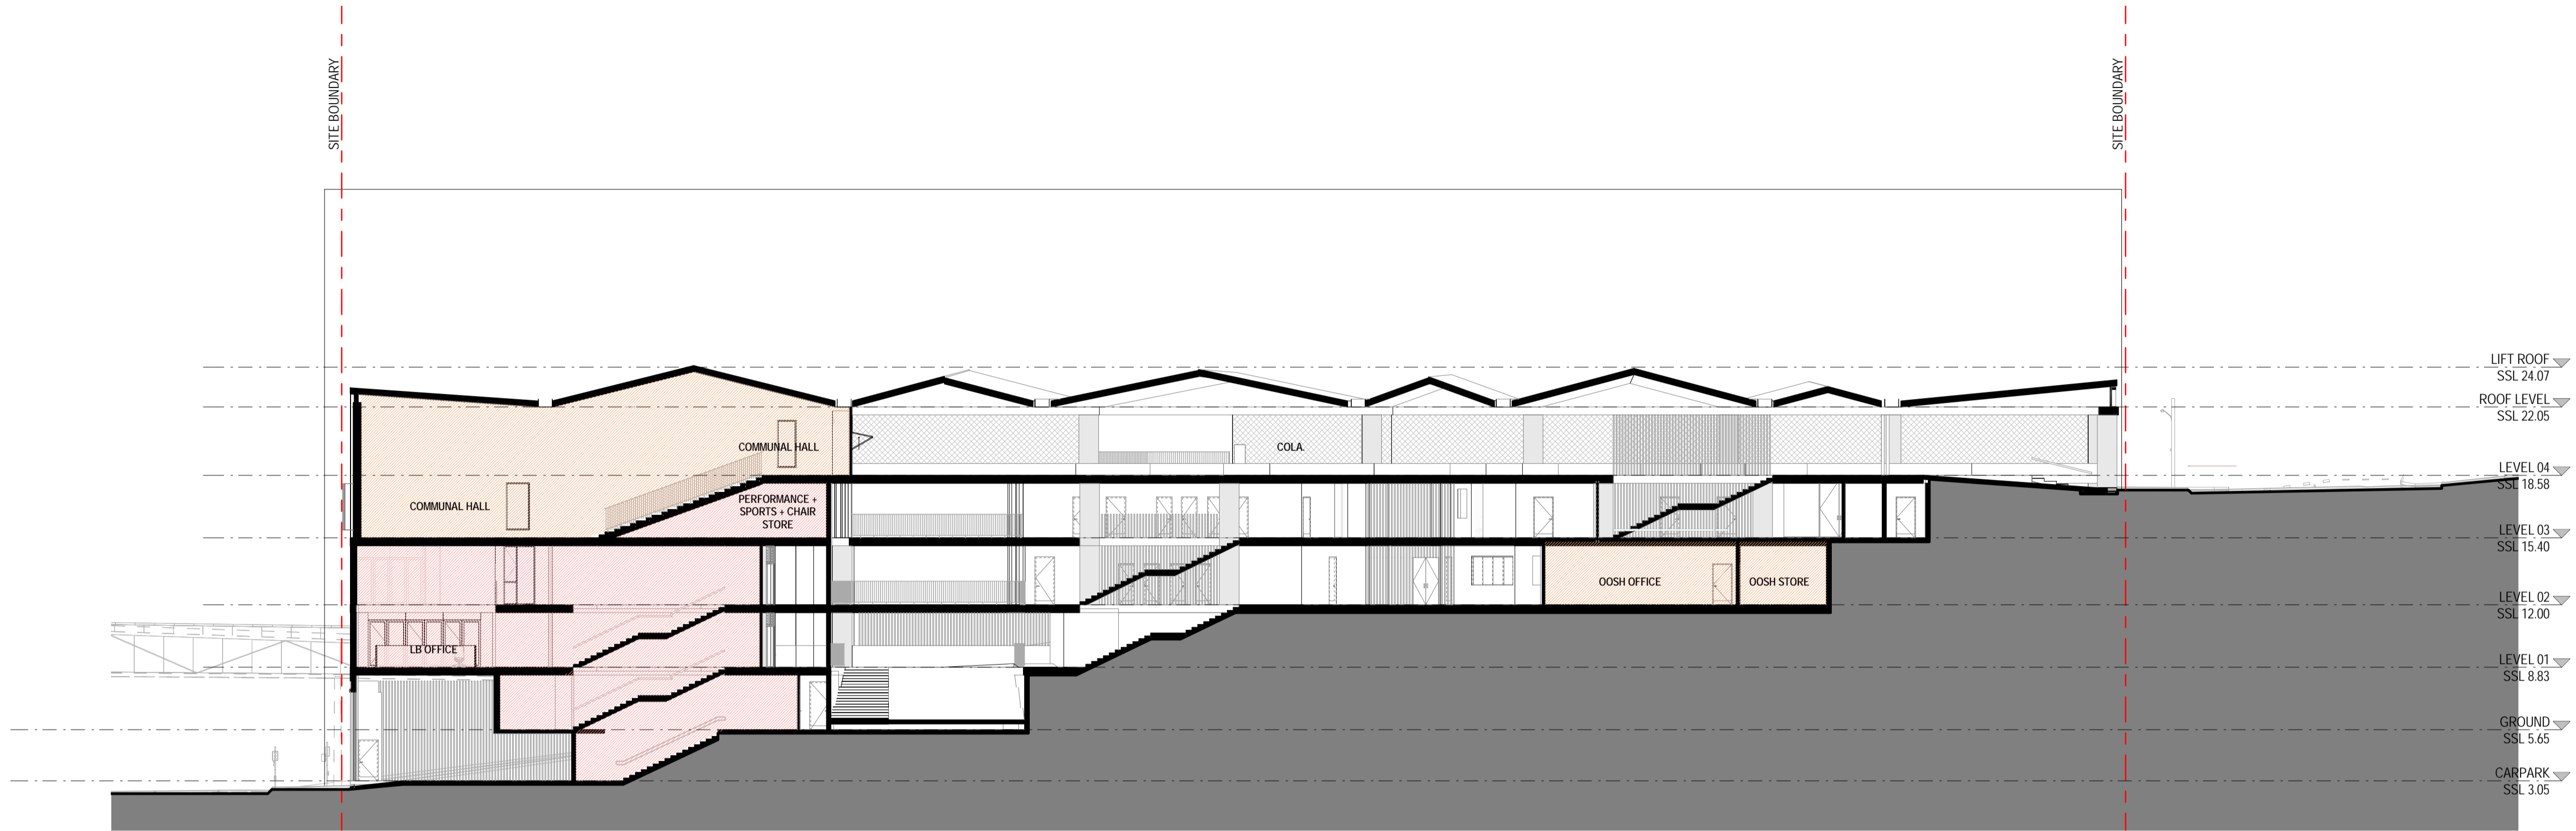 SITE BOUNDARY
SITE BOUNDARY
LIFT ROOF
SSL 24.07
ROOF LEVEL
SSL 22.05
COMMUNAL HALL
COLA.
LEVEL 04
SSL 18.58
COMMUNAL HALL
PERFORMANCE +
SPORTS + CHAIR
STORE
LEVEL 03
SSL 15.40
OOSH OFFICE
OOSH STORE
LEVEL 02
SSL 12.00
LB OFFICE
LEVEL 01
SSL 8.83
GROUND
SSL 5.65
CARPARK
SSL 3.05